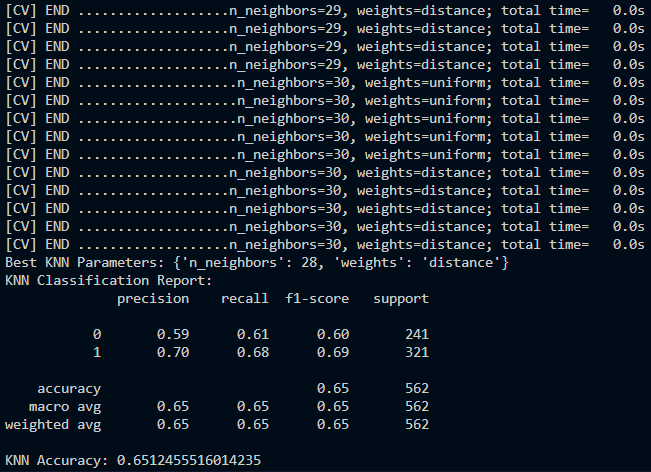 [CV] END ...................n_neighbors=29, weights=distance; total time=   0.0s
[CV] END ...................n_neighbors=29, weights=distance; total time=   0.0s
[CV] END ...................n_neighbors=29, weights=distance; total time=   0.0s
[CV] END ...................n_neighbors=29, weights=distance; total time=   0.0s
[CV] END ....................n_neighbors=30, weights=uniform; total time=   0.0s
[CV] END ....................n_neighbors=30, weights=uniform; total time=   0.0s
[CV] END ....................n_neighbors=30, weights=uniform; total time=   0.0s
[CV] END ....................n_neighbors=30, weights=uniform; total time=   0.0s
[CV] END ....................n_neighbors=30, weights=uniform; total time=   0.0s
[CV] END ...................n_neighbors=30, weights=distance; total time=   0.0s
[CV] END ...................n_neighbors=30, weights=distance; total time=   0.0s
[CV] END ...................n_neighbors=30, weights=distance; total time=   0.0s
[CV] END ...................n_neighbors=30, weights=distance; total time=   0.0s
[CV] END ...................n_neighbors=30, weights=distance; total time=   0.0s
Best KNN Parameters: {'n_neighbors': 28, 'weights': 'distance'}
KNN Classification Report:
              precision    recall  f1-score   support
           0       0.59      0.61      0.60       241
           1       0.70      0.68      0.69       321
    accuracy                           0.65       562
   macro avg       0.65      0.65      0.65       562
weighted avg       0.65      0.65      0.65       562
KNN Accuracy: 0.6512455516014235